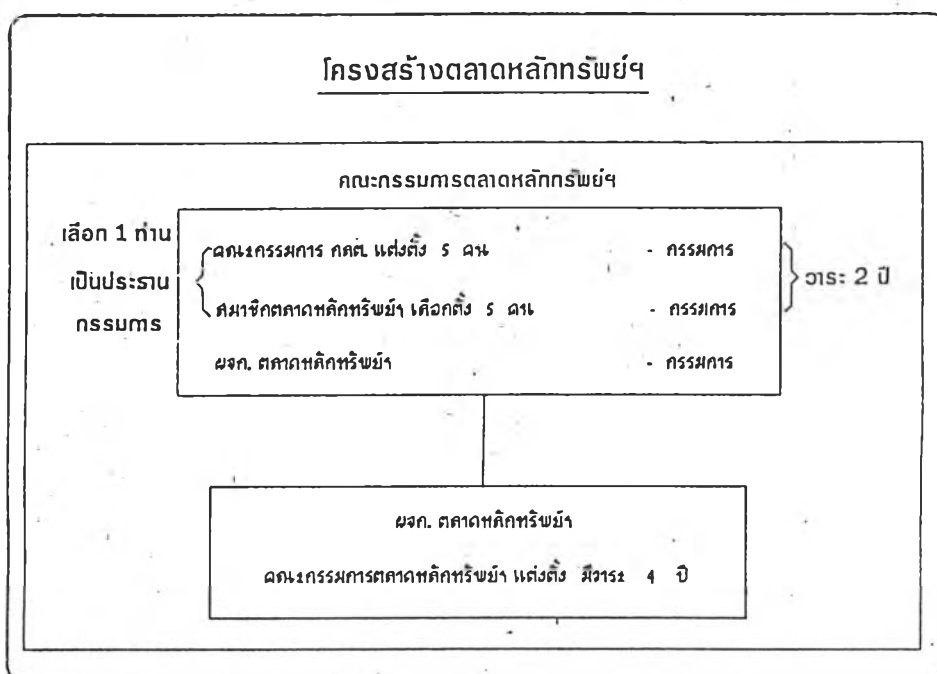 โครงสร้างตลาดหลักทรัพย์ฯ
คณะกรรมการตลาดหลักทรัพย์ฯ
เลือก 1 ท่าน
เป็นประธาน
กรรมการ
คณะกรรมการ กลต. แต่งตั้ง 5 คน - กรรมการ
สมาชิกตลาดหลักทรัพย์ฯ เลือกตั้ง 5 คน - กรรมการ
วาระ 2 ปี
ผจก. ตลาดหลักทรัพย์ฯ - กรรมการ
ผจก. ตลาดหลักทรัพย์ฯ
คณะกรรมการตลาดหลักทรัพย์ฯ แต่งตั้ง มีวาระ 4 ปี